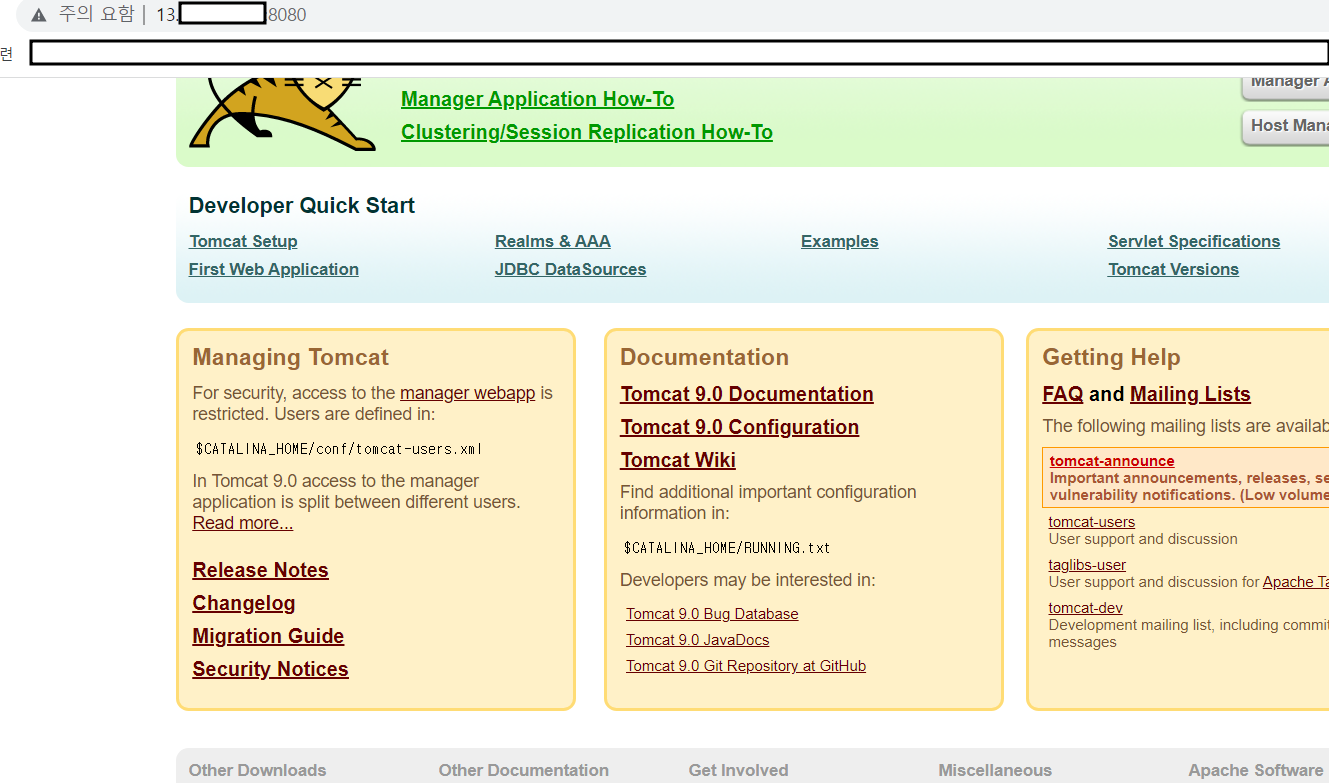 주의 요함 | 13. 8080
련
Manager Application How-To
Clustering/Session Replication How-To
Manager
Host
Developer Quick Start
Tomcat Setup
First Web Application
Realms & AAA
JDBC DataSources
Examples
Servlet Specifications
Tomcat Versions
Managing Tomcat
For security, access to the manager webapp is
restricted. Users are defined in:
$CATALINA_HOME/conf/tomcat-users.xml
In Tomcat 9.0 access to the manager
application is split between different users.
Read more...
Release Notes
Changelog
Migration Guide
Security Notices
Documentation
Tomcat 9.0 Documentation
Tomcat 9.0 Configuration
Tomcat Wiki
Find additional important configuration
information in:
$CATALINA_HOME/RUNNING.txt
Developers may be interested in:
Tomcat 9.0 Bug Database
Tomcat 9.0 JavaDocs
Tomcat 9.0 Git Repository at GitHub
Getting Help
FAQ and Mailing Lists
The following mailing lists are
tomcat-announce
Important announcements, releases,
vulnerability notifications. (Low
tomcat-users
User support and discussion
taglibs-user
User support and discussion for Apache
tomcat-dev
Development mailing list, including
messages
Other Downloads
Other Documentation
Get Involved
Miscellaneous
Apache Software